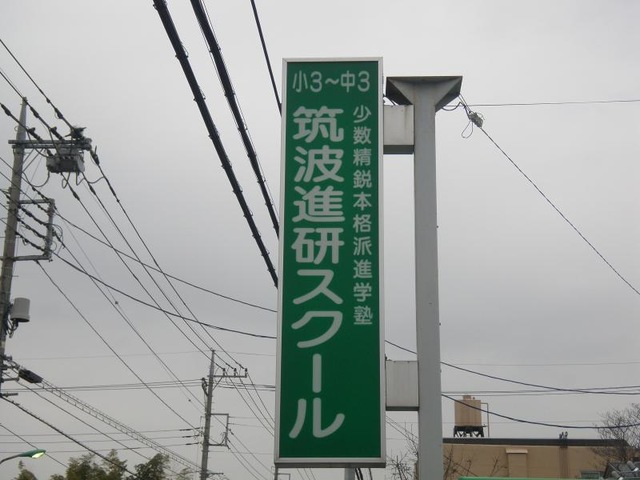 小3～中3
少数精鋭本格派進学塾
筑波進研スクール